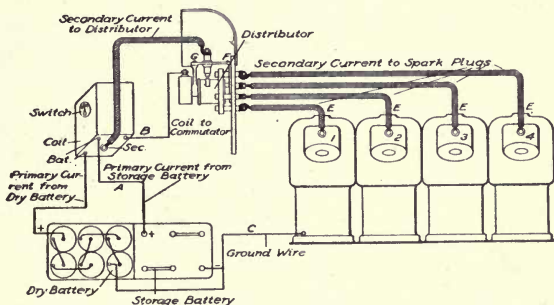 Secondary Current
to Distributor
Distributor
G
F
Secondary Current to Spark Plugs
Switch
Coil
Bat.
Sec.
B
Coil to
Commutator
E
E
E
E
1
2
3
4
Primary Cur-
rent from
Dry Battery
A
Primary Current from
Storage Battery
C
Ground Wire
+
+
-
Dry Battery
Storage Battery